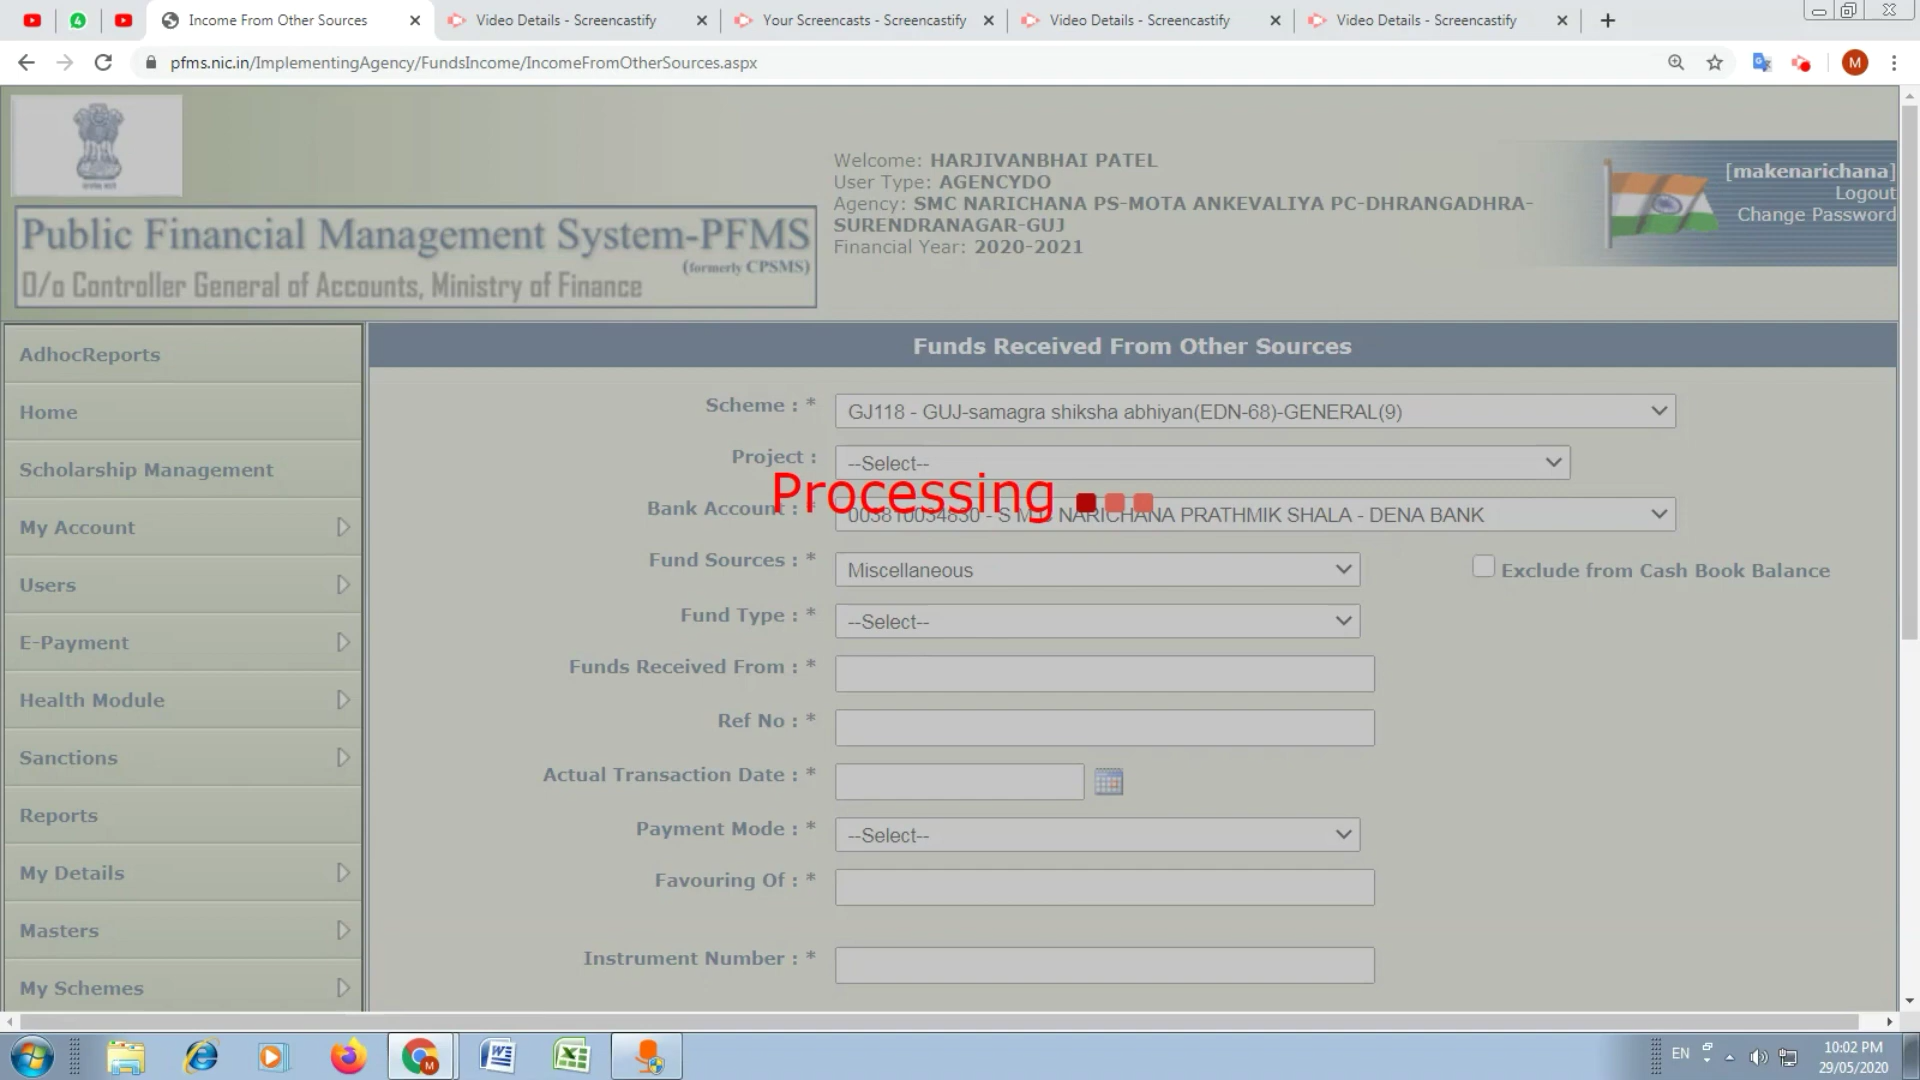 Income From Other Sources
Video Details - Screencastify
Your Screencasts - Screencastify
Video Details - Screencastify
Video Details - Screencastify
pfms.nic.in/ImplementingAgency/FundsIncome/IncomeFromOtherSources.aspx
M
Public Financial Management System-PFMS
(formerly CPSMS)
O/o Controller General of Accounts, Ministry of Finance
Welcome: HARJIVANBHAI PATEL
User Type: AGENCYDO
Agency: SMC NARICHANA PS-MOTA ANKEVALIYA PC-DHRANGADHRA-
SURENDRANAGAR-GUJ
Financial Year: 2020-2021
[makenarichana]
Logout
Change Password
AdhocReports
Home
Scholarship Management
My Account
Users
E-Payment
Health Module
Sanctions
Reports
My Details
Masters
My Schemes
Funds Received From Other Sources
Scheme : * GJ118 - GUJ-samagra shiksha abhiyan(EDN-68)-GENERAL(9)
Project : --Select--
Processing
Bank Account : * 003810034830 - S M C NARICHANA PRATHMIK SHALA - DENA BANK
Fund Sources : * Miscellaneous Exclude from Cash Book Balance
Fund Type : * --Select--
Funds Received From : *
Ref No : *
Actual Transaction Date : *
Payment Mode : * --Select--
Favouring Of : *
Instrument Number : *
EN
10:02 PM
29/05/2020